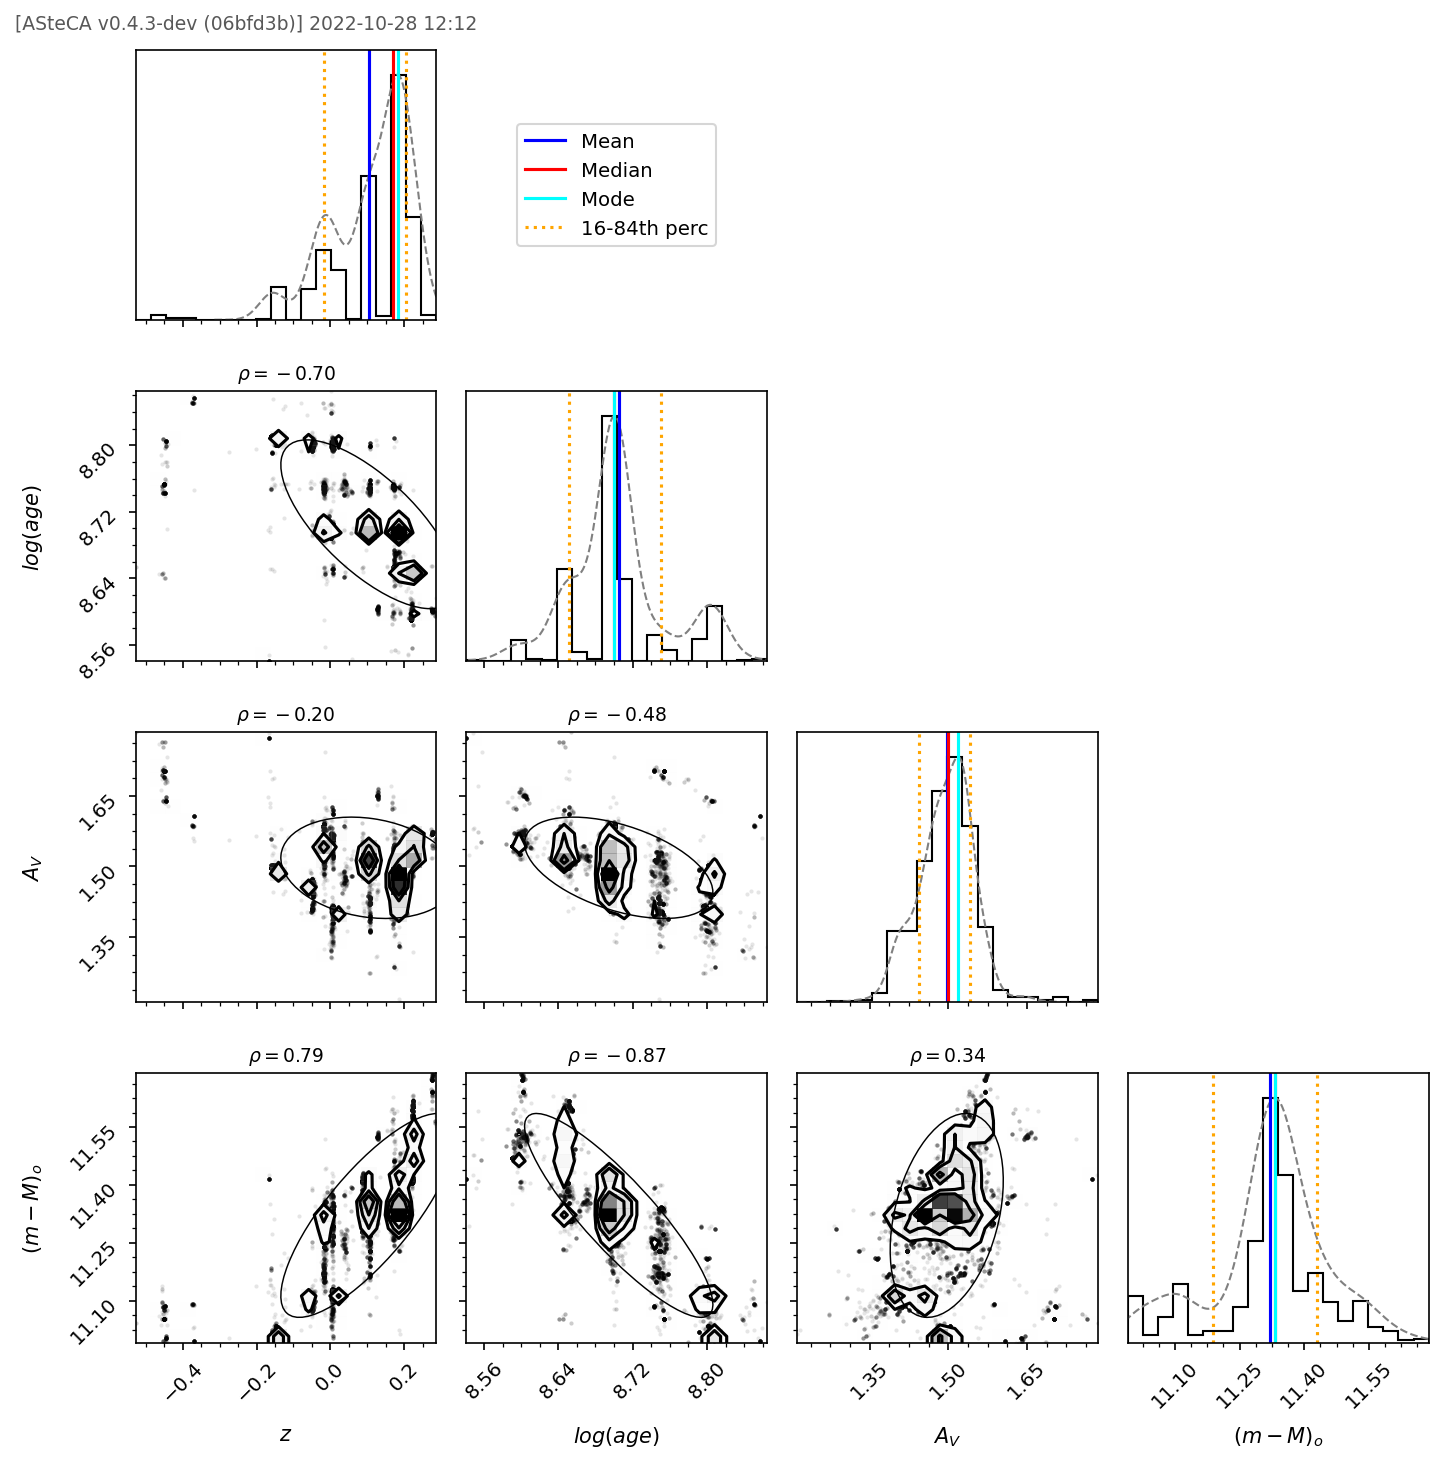 [ASteCA v0.4.3-dev (06bfd3b)] 2022-10-28 12:12
Mean
Median
Mode
16-84th perc
ρ = − 0.70
8.80
8.72
8.64
8.56
log(age)
ρ = − 0.20
ρ = − 0.48
1.65
1.50
1.35
A_V
ρ = 0.79
ρ = − 0.87
ρ = 0.34
11.55
11.40
11.25
11.10
(m − M)_o
−0.4 −0.2 0.0 0.2
8.56 8.64 8.72 8.80
1.35 1.50 1.65
11.10 11.25 11.40 11.55
z
log(age)
A_V
(m − M)_o